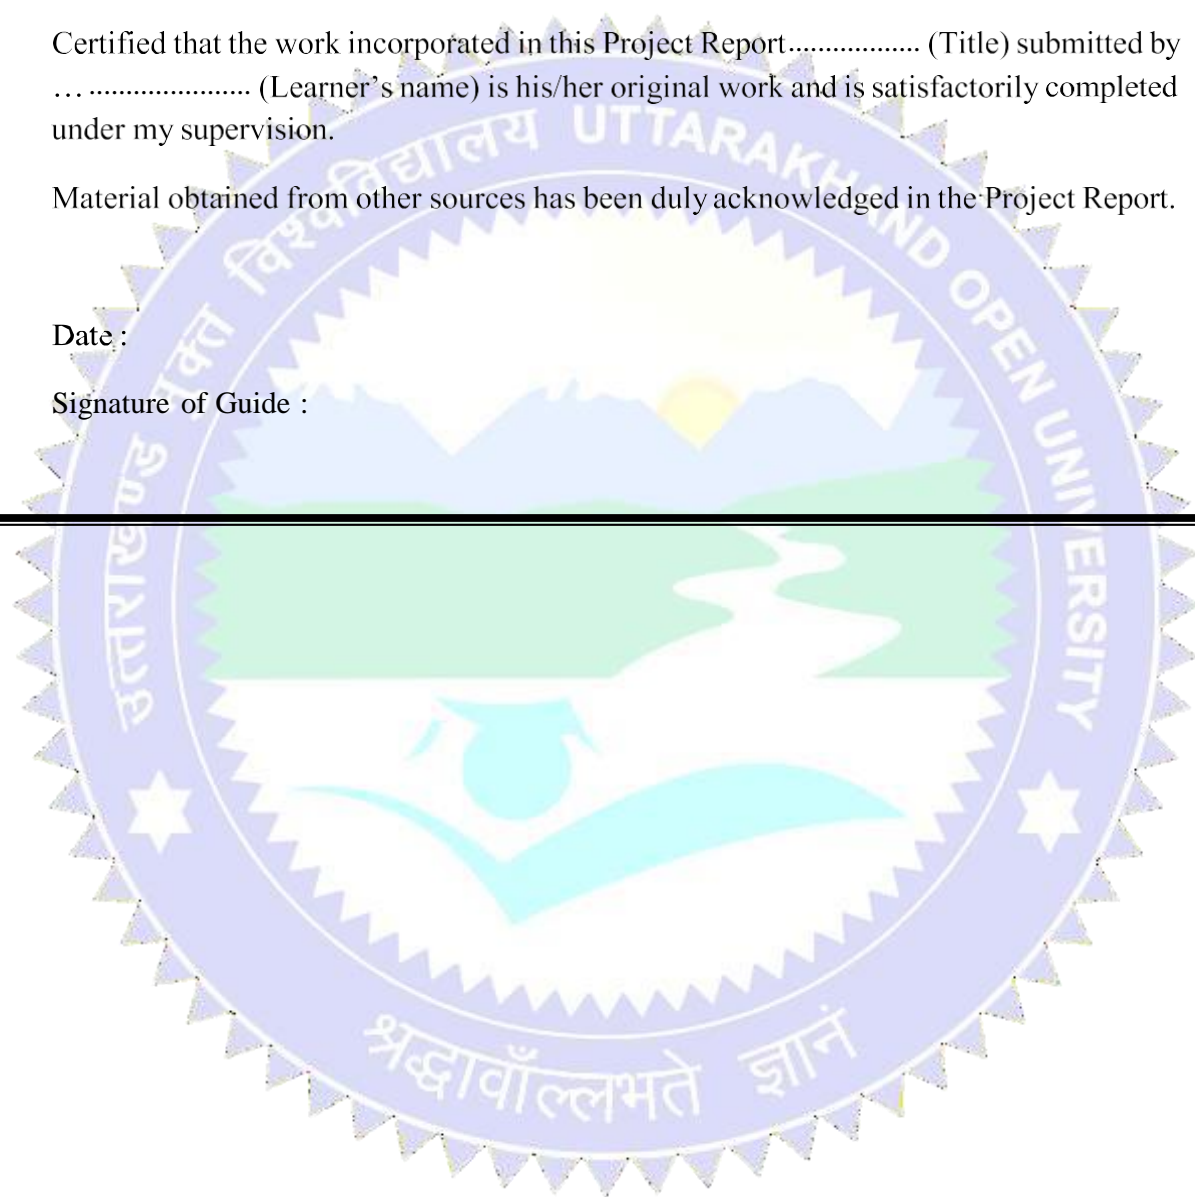 Certified that the work incorporated in this Project Report.................. (Title) submitted by
… ...................... (Learner’s name) is his/her original work and is satisfactorily completed
under my supervision.
Material obtained from other sources has been duly acknowledged in the Project Report.
Date :
Signature of Guide :
उत्तराखण्ड मुक्त विश्वविद्यालय
UTTARAKHAND OPEN UNIVERSITY
श्रद्धावाँल्लभते ज्ञानं